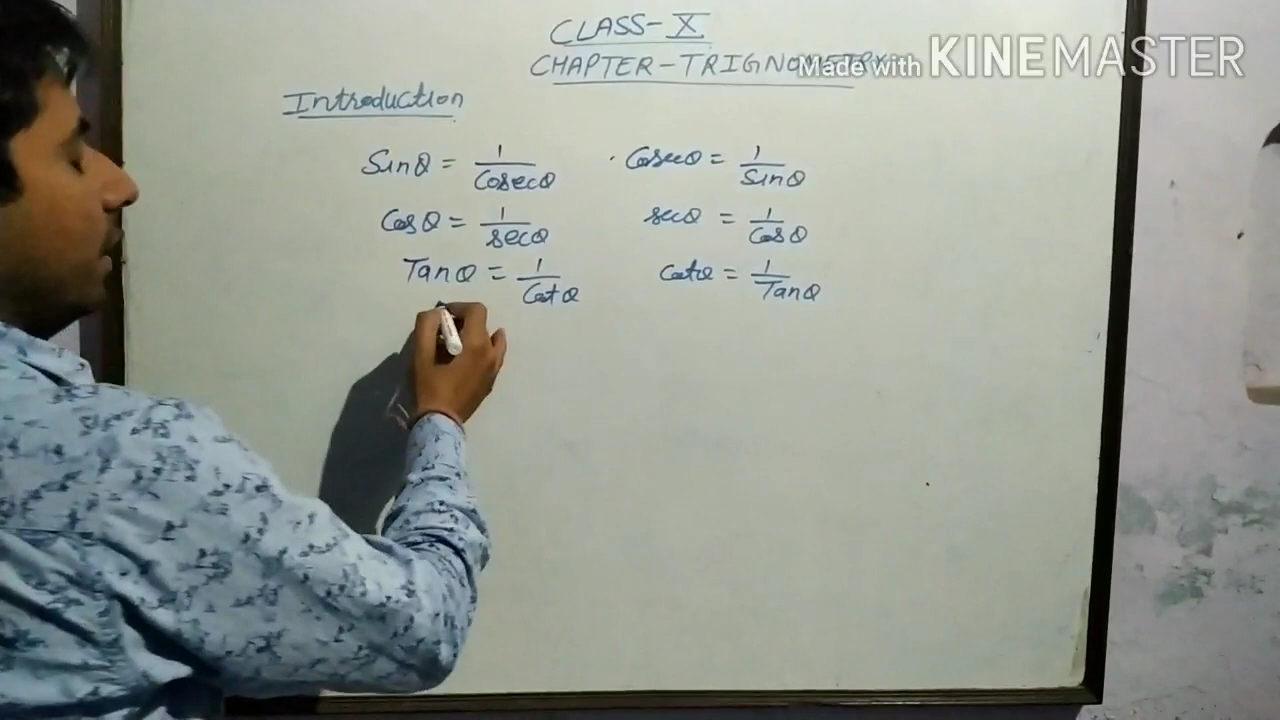 CLASS-X
CHAPTER-TRIGNOMETRY
Made with KINEMASTER
Introduction
Sinθ = 1/Cosecθ Cosecθ = 1/Sinθ
Cosθ = 1/secθ secθ = 1/Cosθ
Tanθ = 1/Cotθ Cotθ = 1/Tanθ